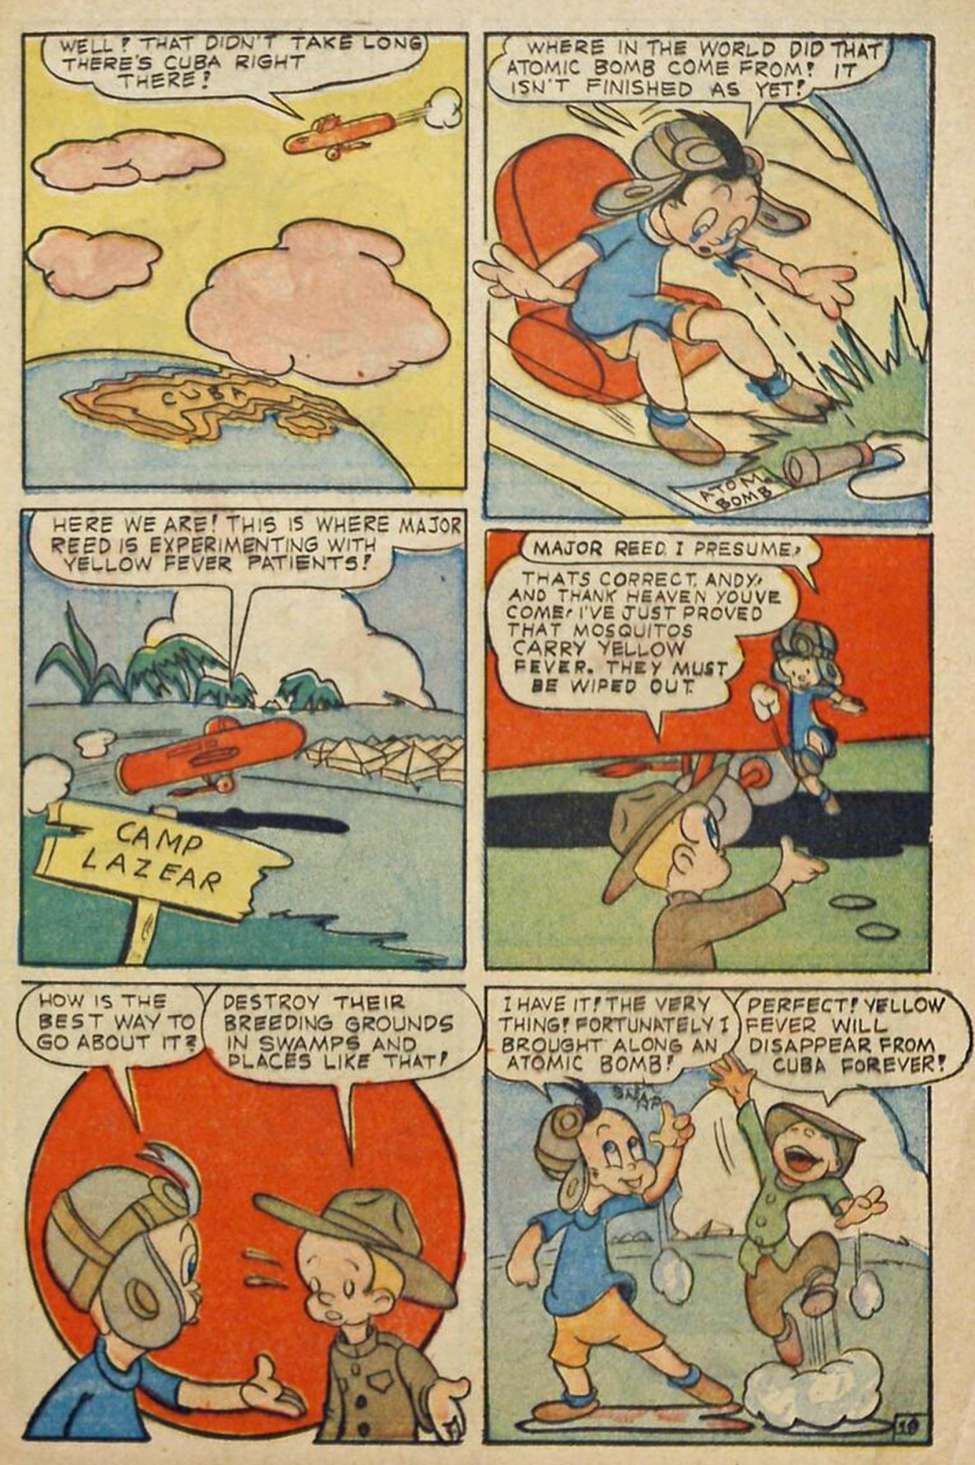 WELL! THAT DIDN'T TAKE LONG
THERE'S CUBA RIGHT
THERE!
CUBA
WHERE IN THE WORLD DID THAT
ATOMIC BOMB COME FROM! IT
ISN'T FINISHED AS YET!
ATOM
BOMB
HERE WE ARE! THIS IS WHERE MAJOR
REED IS EXPERIMENTING WITH
YELLOW FEVER PATIENTS!
CAMP
LAZEAR
MAJOR REED, I PRESUME,
THATS CORRECT, ANDY,
AND THANK HEAVEN YOUVE
COME, I'VE JUST PROVED
THAT MOSQUITOS
CARRY YELLOW
FEVER. THEY MUST
BE WIPED OUT.
HOW IS THE
BEST WAY TO
GO ABOUT IT?
DESTROY THEIR
BREEDING GROUNDS
IN SWAMPS AND
PLACES LIKE THAT!
I HAVE IT! THE VERY
THING! FORTUNATELY I
BROUGHT ALONG AN
ATOMIC BOMB!
PERFECT! YELLOW
FEVER WILL
DISAPPEAR FROM
CUBA FOREVER!
SNAP
10